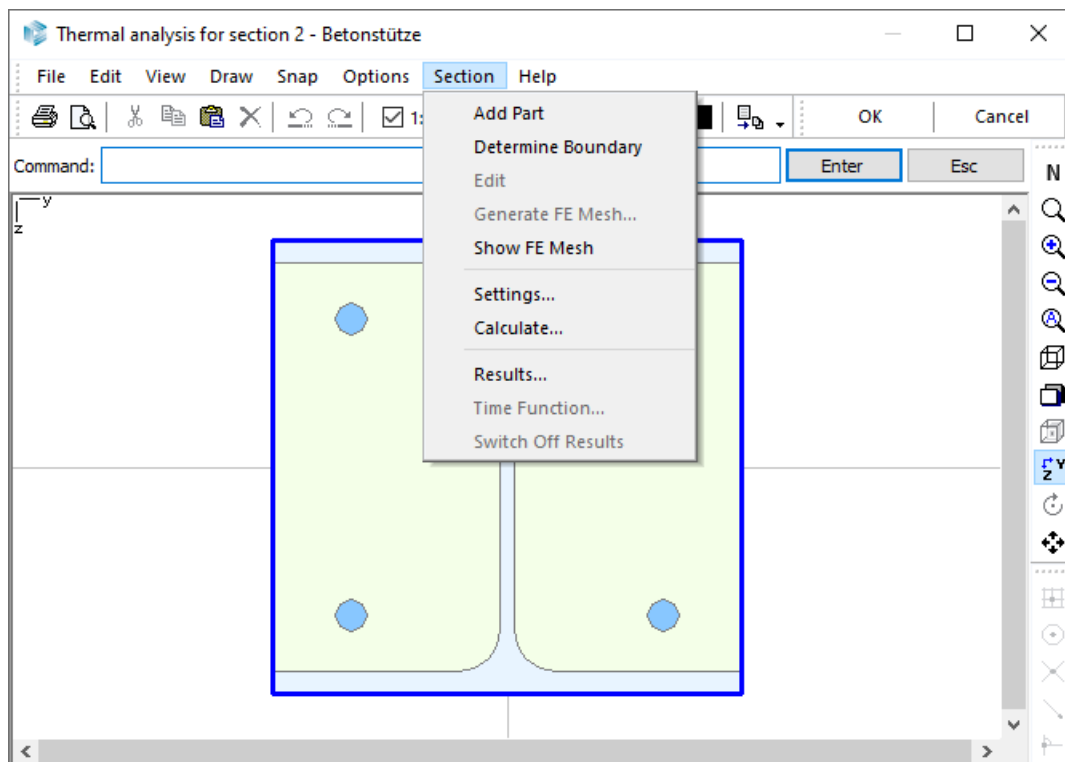 Thermal analysis for section 2 - Betonstütze
File Edit View Draw Snap Options Section Help
1:
OK Cancel
Command: Enter Esc
Add Part
Determine Boundary
Edit
Generate FE Mesh...
Show FE Mesh
Settings...
Calculate...
Results...
Time Function...
Switch Off Results
y
z
N
A
Y
Z